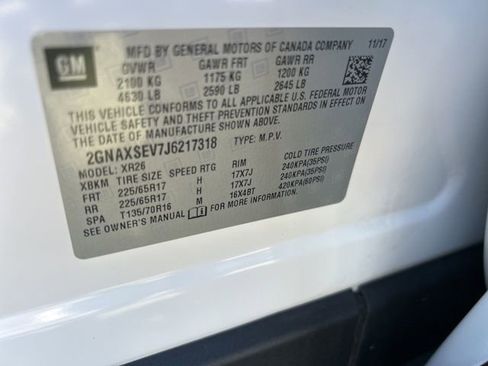 GM
MFD BY GENERAL MOTORS OF CANADA COMPANY 11/17
GVWR GAWR FRT GAWR RR
2100 KG 1175 KG 1200 KG
4630 LB 2590 LB 2645 LB
THIS VEHICLE CONFORMS TO ALL APPLICABLE U.S. FEDERAL MOTOR
VEHICLE SAFETY AND THEFT PREVENTION STANDARDS IN EFFECT ON
THE DATE OF MANUFACTURE SHOWN ABOVE.
2GNAXSEV7J6217318 TYPE: M.P.V.
MODEL: XR26
XBKM TIRE SIZE SPEED RTG RIM COLD TIRE PRESSURE
FRT 225/65R17 H 17X7J 240KPA(35PSI)
RR 225/65R17 H 17X7J 240KPA(35PSI)
SPA T135/70R16 M 16X4BT 420KPA(60PSI)
SEE OWNER'S MANUAL FOR MORE INFORMATION.